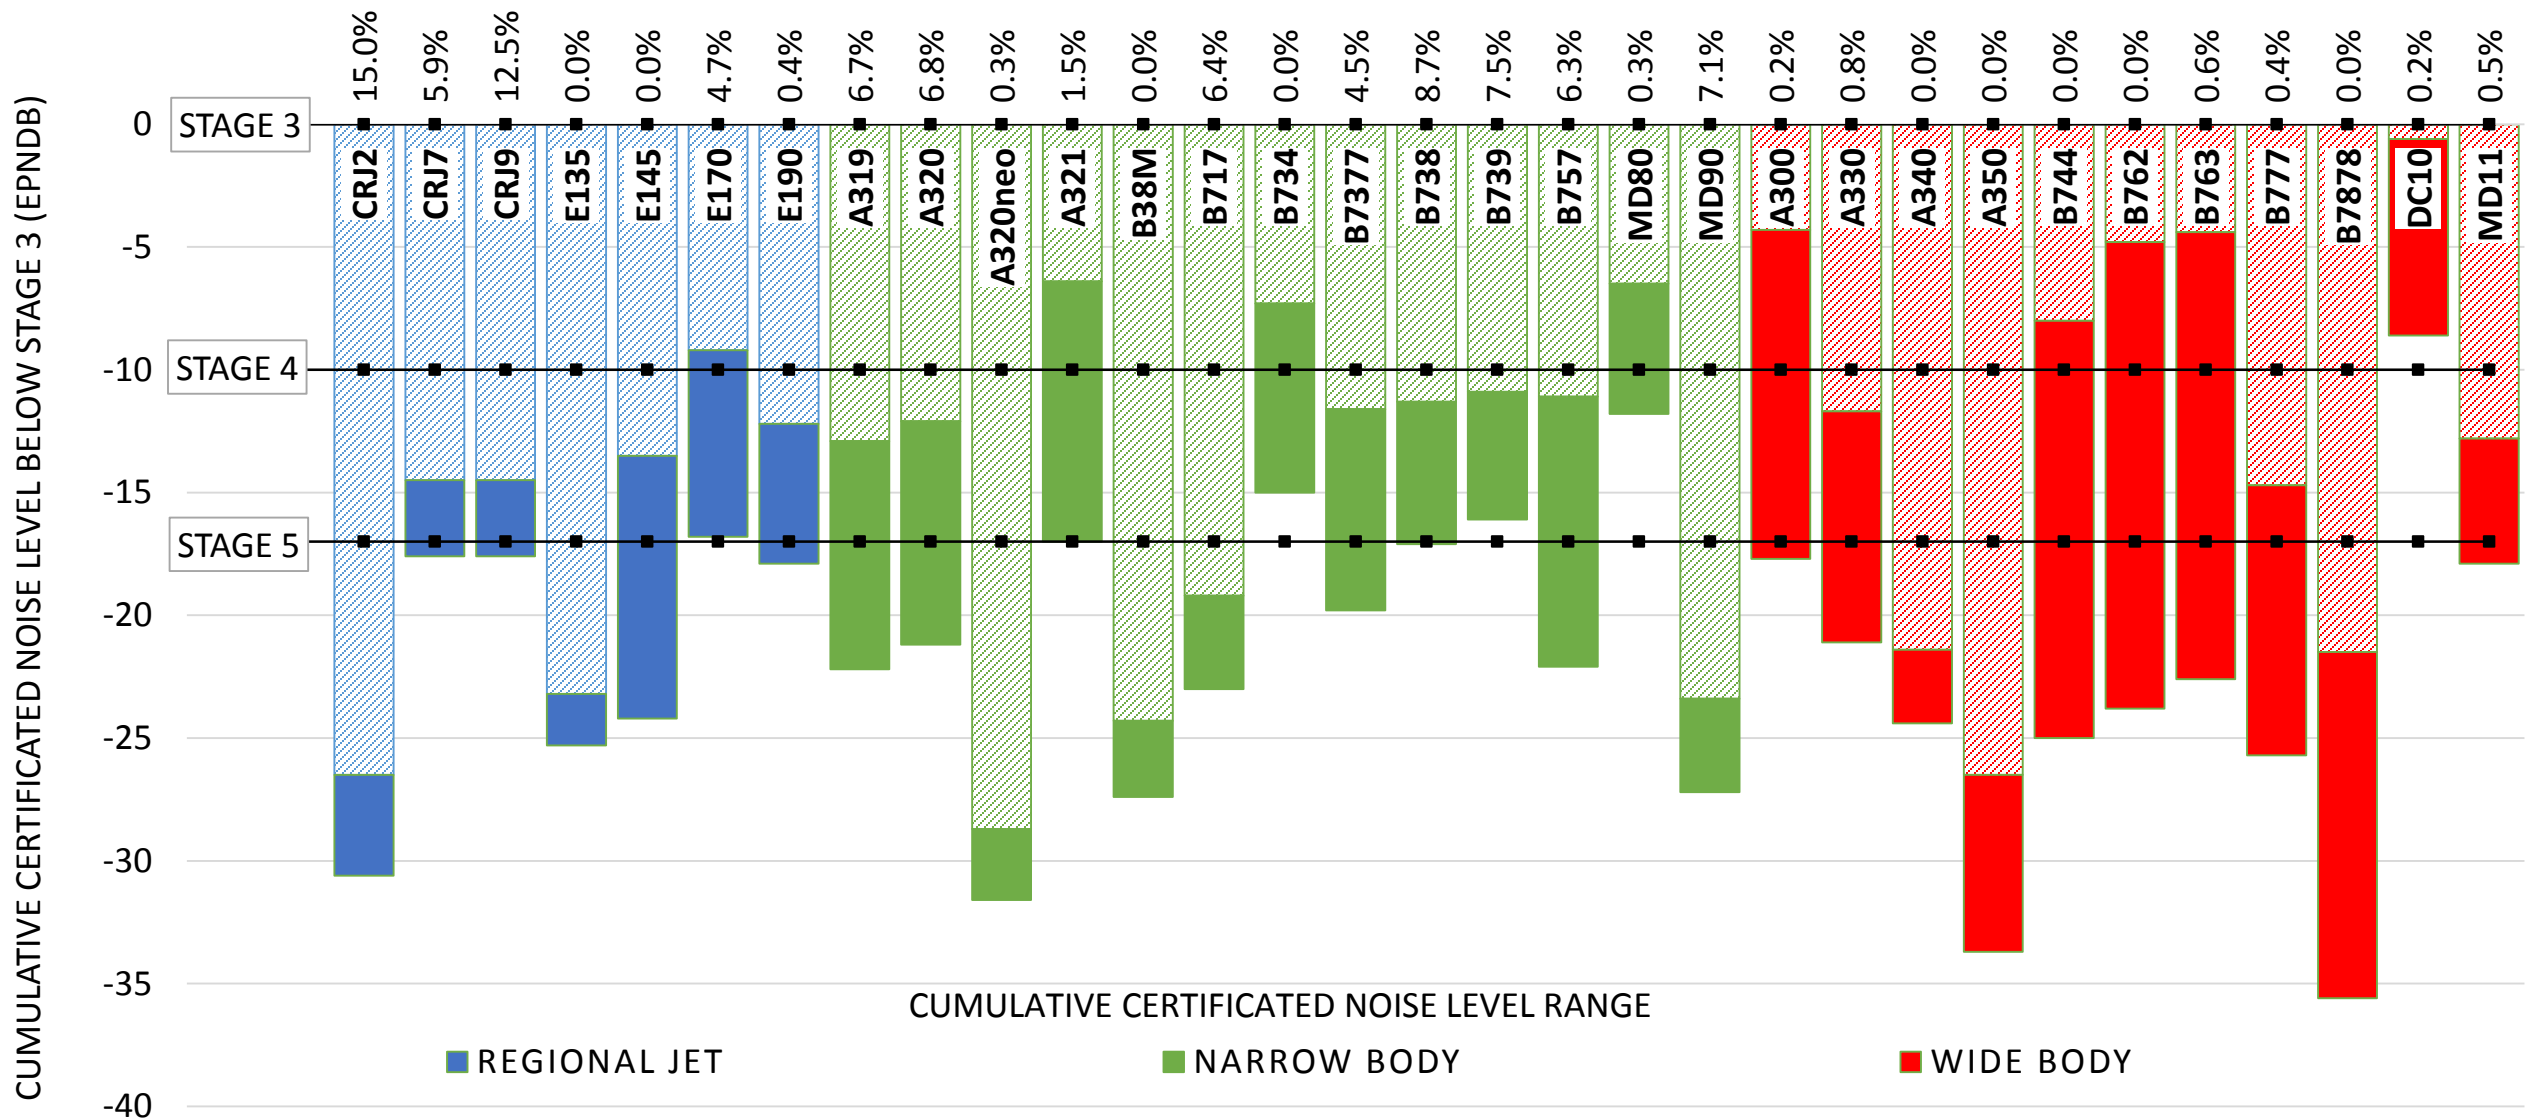 CUMULATIVE CERTIFICATED NOISE LEVEL BELOW STAGE 3 (EPNDB)
15.0%
5.9%
12.5%
0.0%
0.0%
4.7%
0.4%
6.7%
6.8%
0.3%
1.5%
0.0%
6.4%
0.0%
4.5%
8.7%
7.5%
6.3%
0.3%
7.1%
0.2%
0.8%
0.0%
0.0%
0.0%
0.0%
0.6%
0.4%
0.0%
0.2%
0.5%
0
STAGE 3
CRJ2
CRJ7
CRJ9
E135
E145
E170
E190
A319
A320
A320neo
A321
B38M
B717
B734
B7377
B738
B739
B757
MD80
MD90
A300
A330
A340
A350
B744
B762
B763
B777
B7878
DC10
MD11
-5
-10
STAGE 4
-15
STAGE 5
-20
-25
-30
-35
CUMULATIVE CERTIFICATED NOISE LEVEL RANGE
REGIONAL JET
NARROW BODY
WIDE BODY
-40